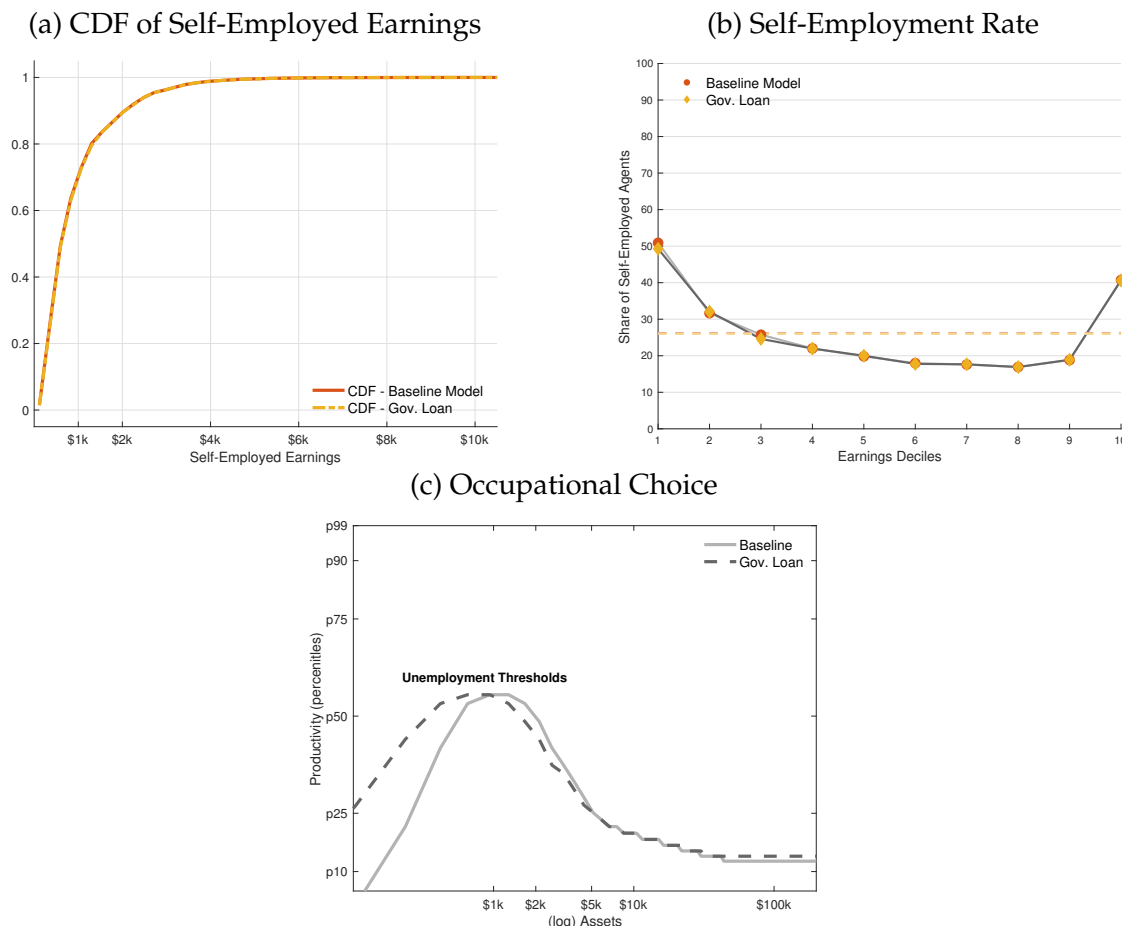 (a) CDF of Self-Employed Earnings
1
0.8
0.6
0.4
0.2
0
CDF - Baseline Model
CDF - Gov. Loan
$1k $2k $4k $6k $8k $10k
Self-Employed Earnings
(b) Self-Employment Rate
Share of Self-Employed Agents
100
90
80
70
60
50
40
30
20
10
0
Baseline Model
Gov. Loan
1 2 3 4 5 6 7 8 9 10
Earnings Deciles
(c) Occupational Choice
Productivity (percenitles)
p99
p90
p75
p50
p25
p10
Baseline
Gov. Loan
Unemployment Thresholds
$1k $2k $5k $10k $100k
(log) Assets